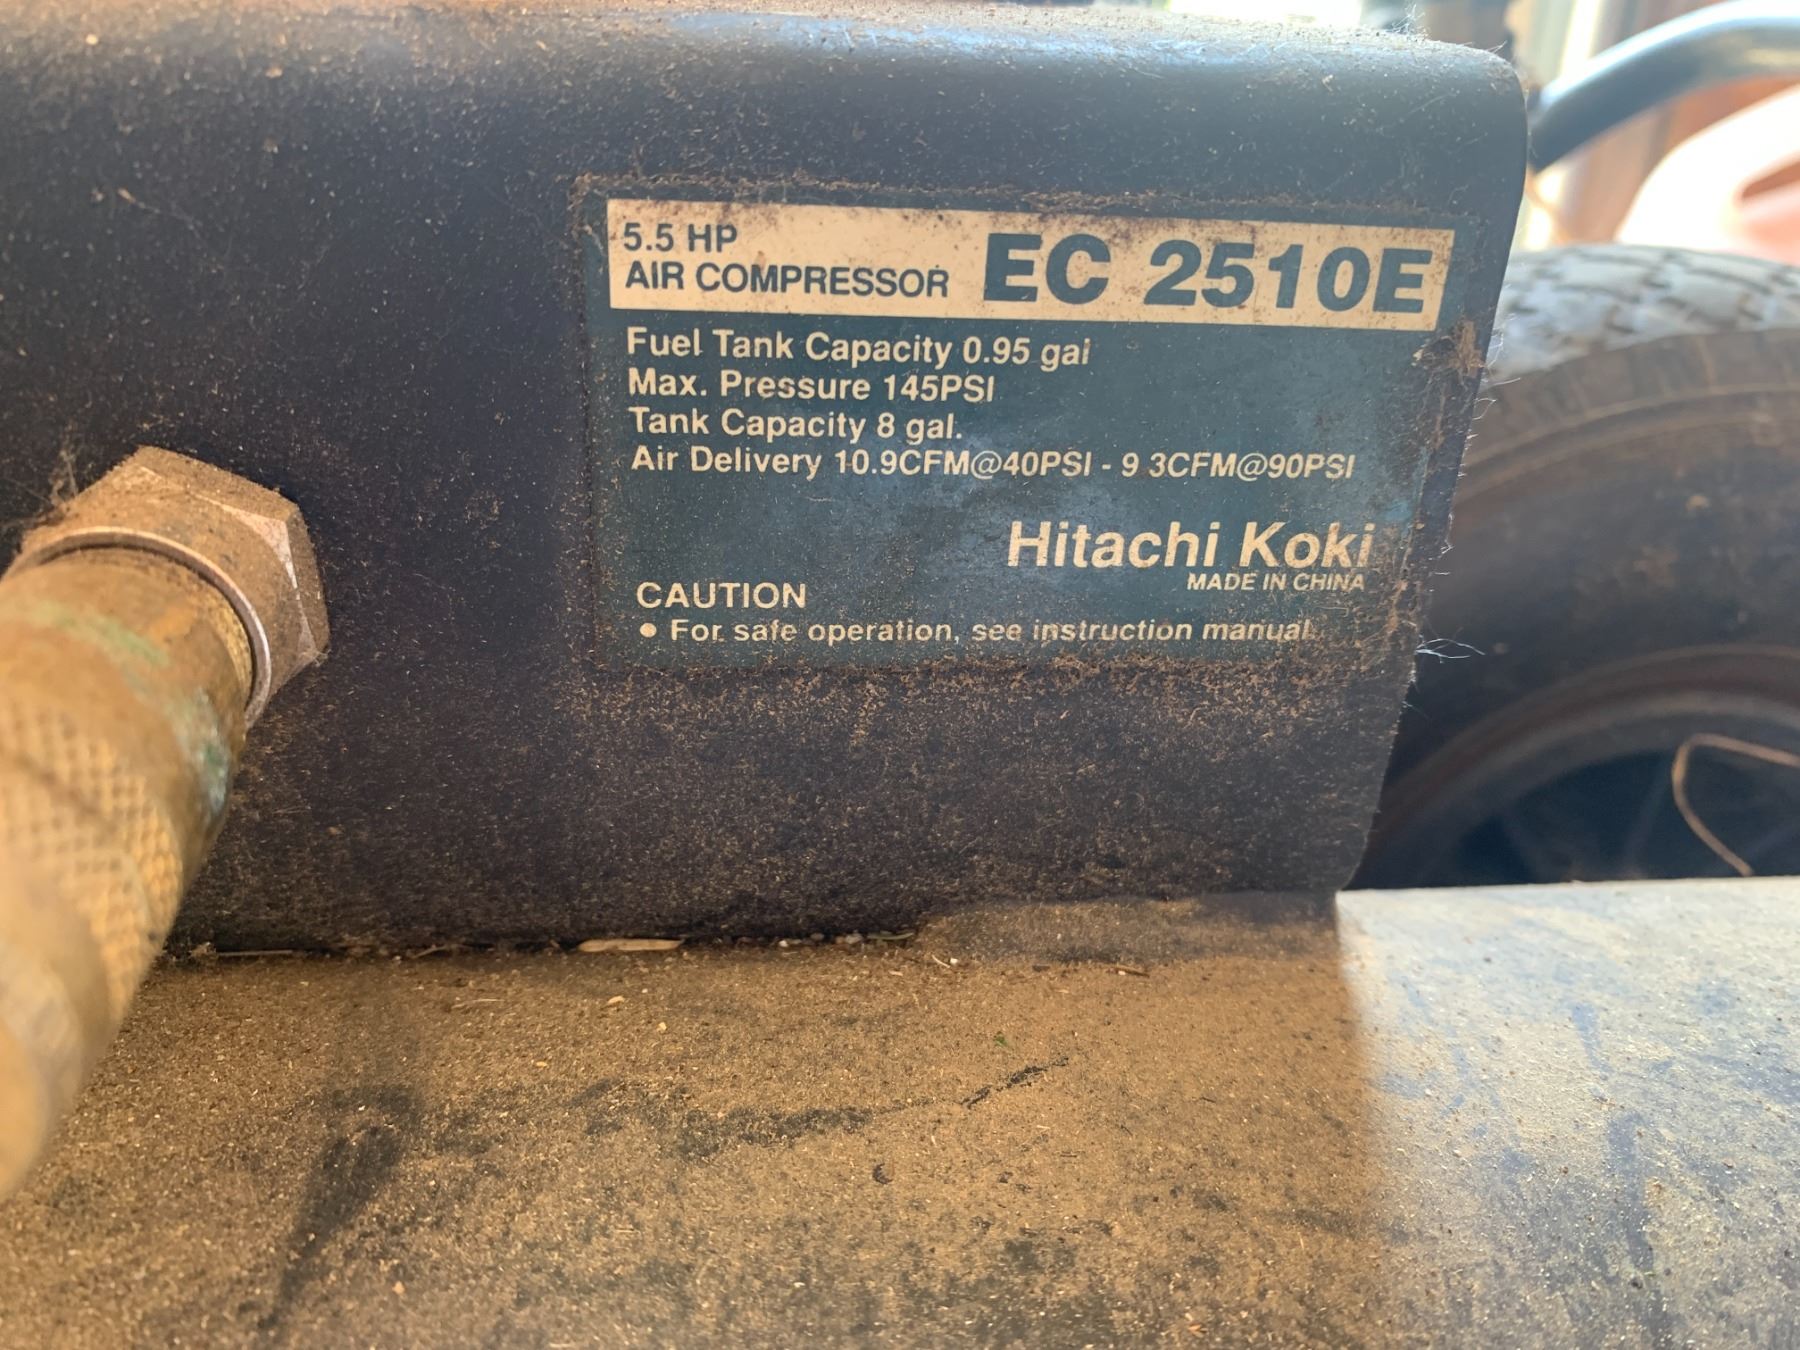 5.5 HP
AIR COMPRESSOR EC 2510E
Fuel Tank Capacity 0.95 gal
Max. Pressure 145PSI
Tank Capacity 8 gal.
Air Delivery 10.9CFM@40PSI - 9.3CFM@90PSI
Hitachi Koki
MADE IN CHINA
CAUTION
• For safe operation, see instruction manual.